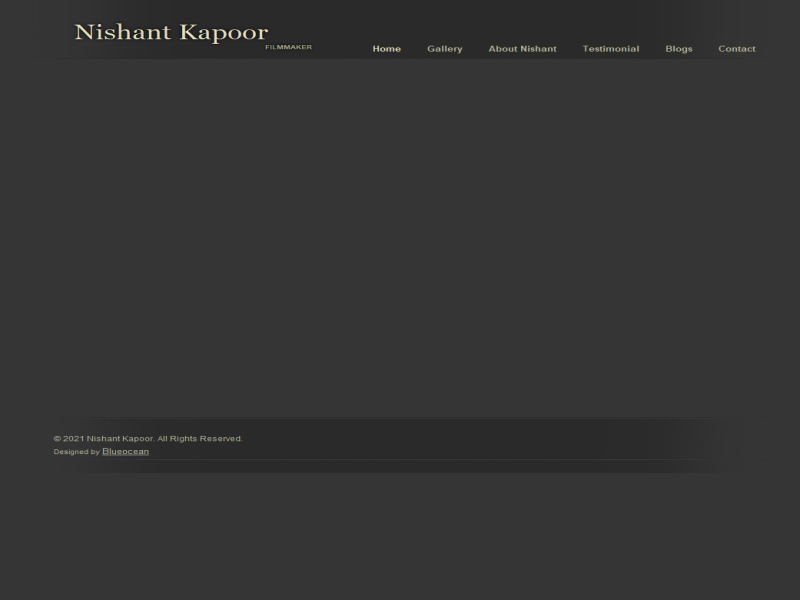 Nishant Kapoor
FILMMAKER
Home Gallery About Nishant Testimonial Blogs Contact
© 2021 Nishant Kapoor. All Rights Reserved.
Designed by Blueocean